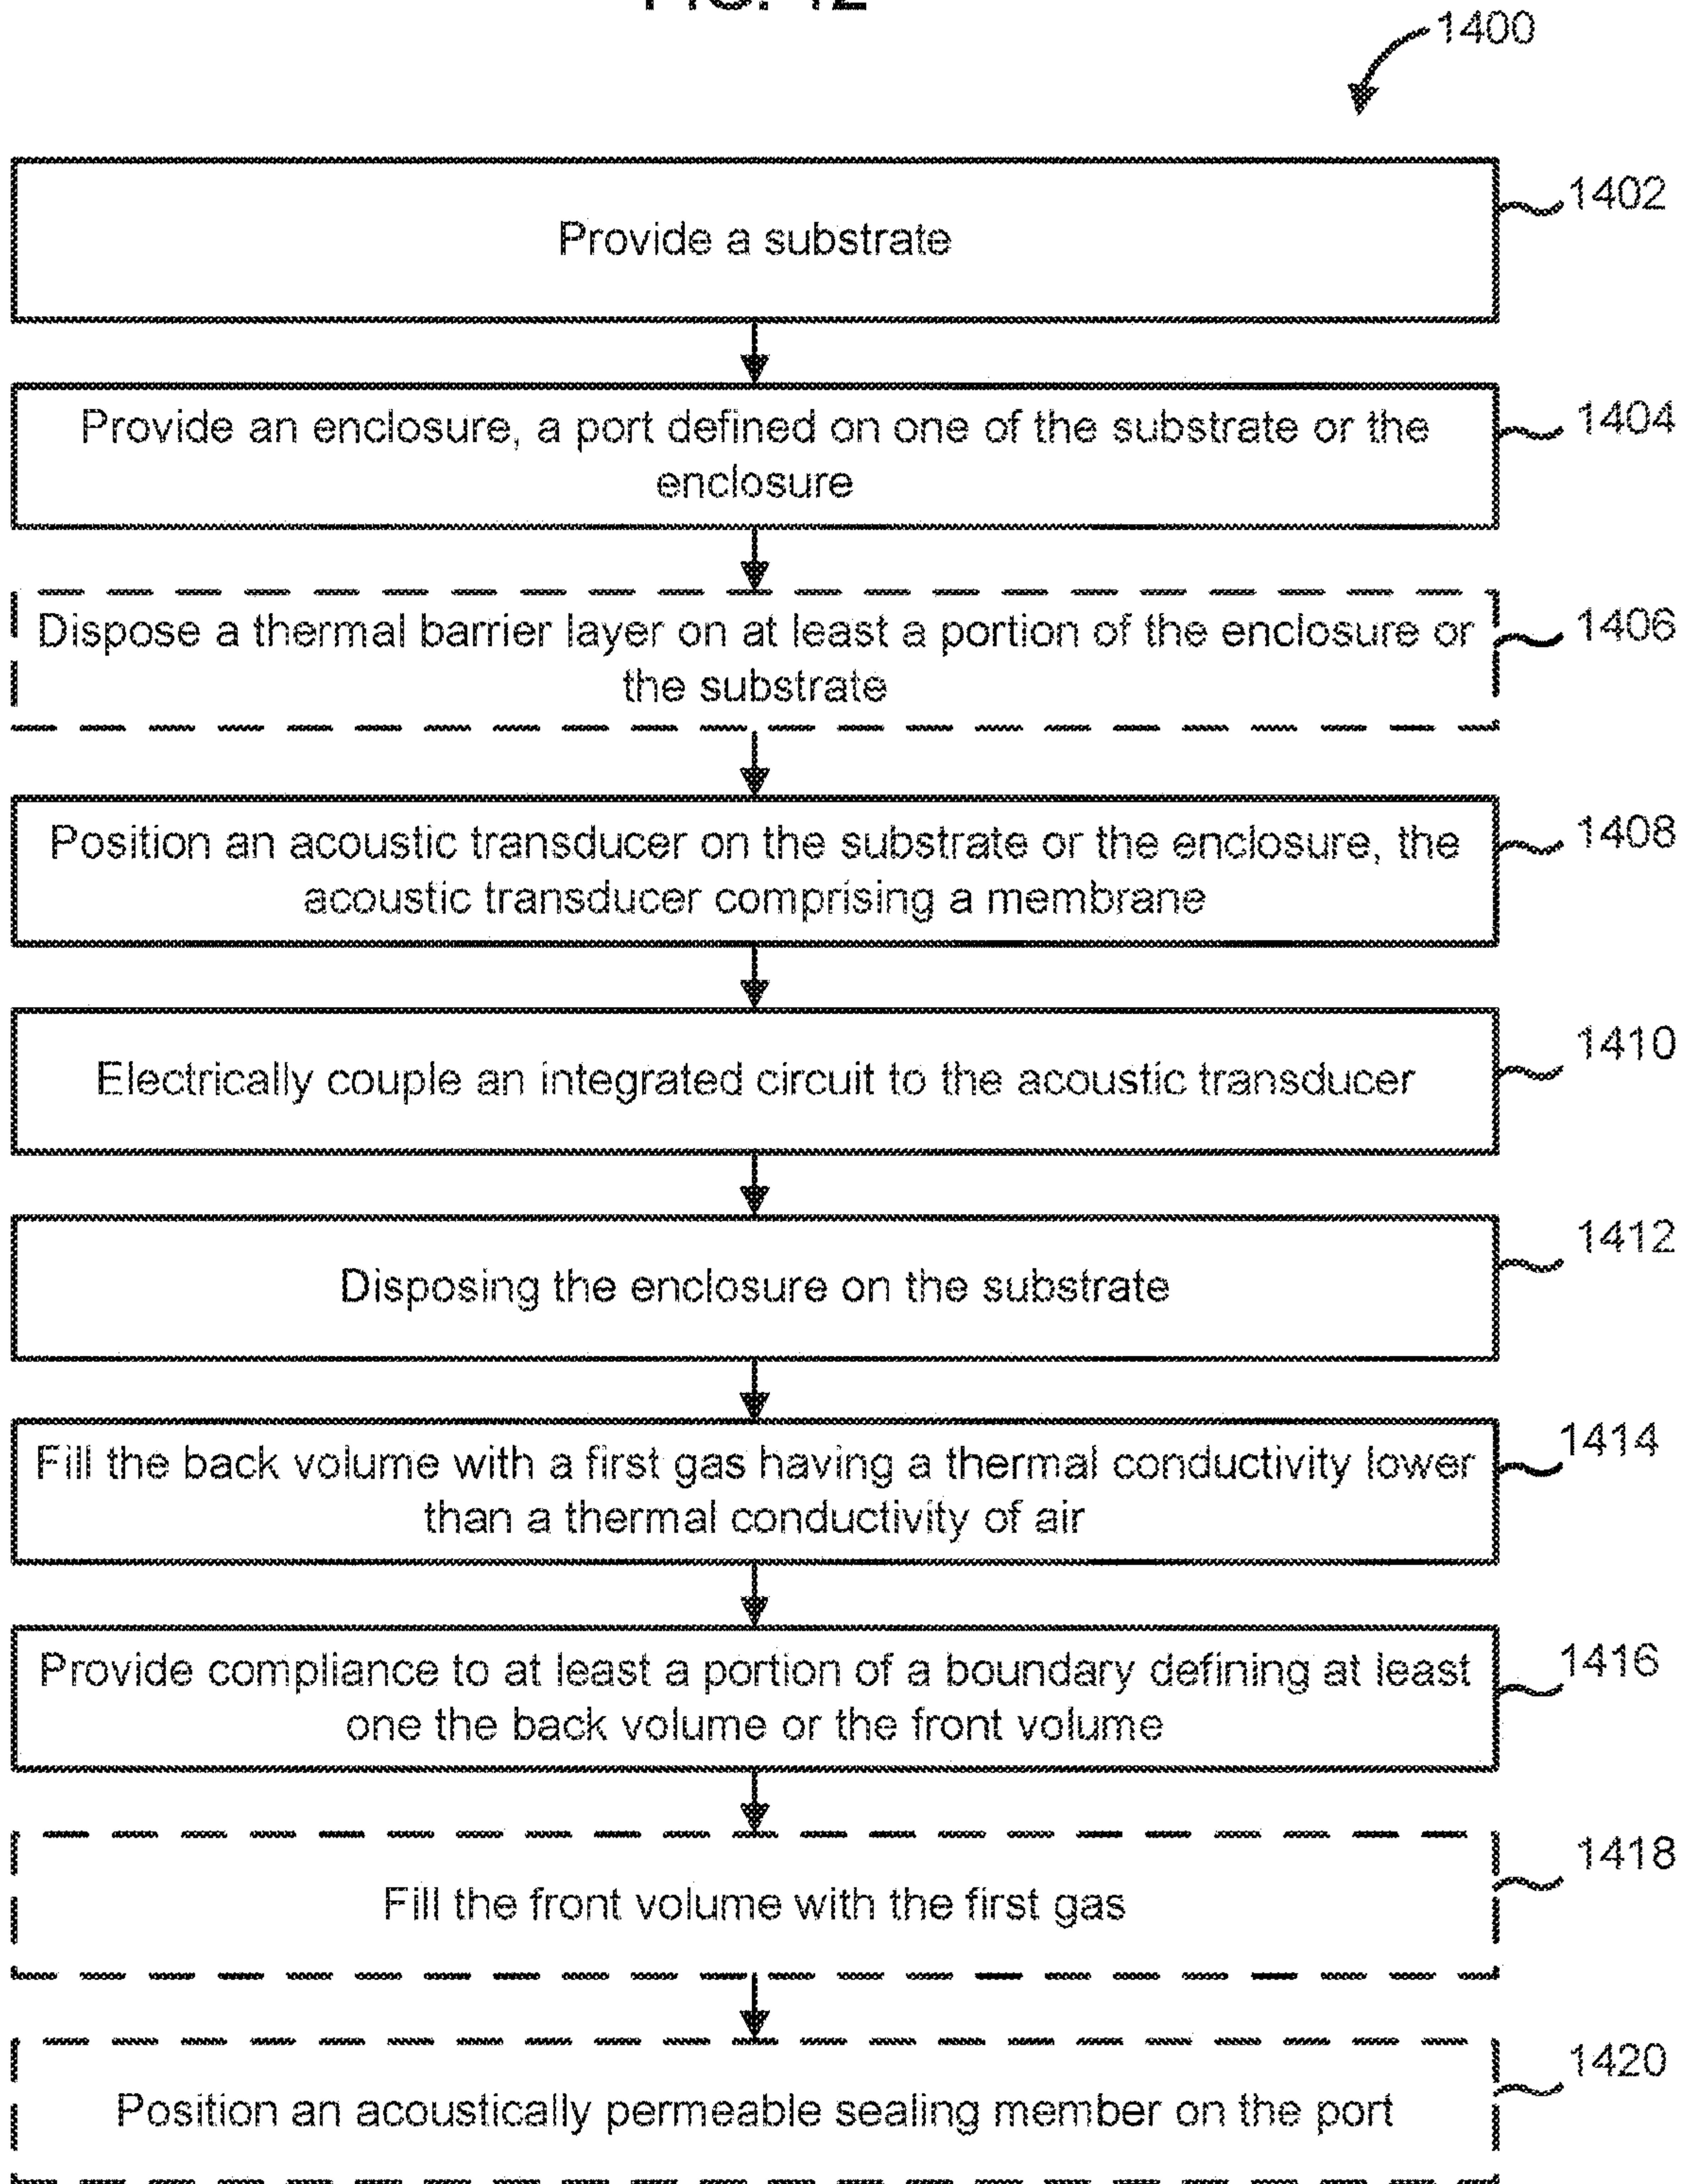 FIG. 12
1400
Provide a substrate
1402
Provide an enclosure, a port defined on one of the substrate or the
enclosure
1404
Dispose a thermal barrier layer on at least a portion of the enclosure or
the substrate
1406
Position an acoustic transducer on the substrate or the enclosure, the
acoustic transducer comprising a membrane
1408
Electrically couple an integrated circuit to the acoustic transducer
1410
Disposing the enclosure on the substrate
1412
Fill the back volume with a first gas having a thermal conductivity lower
than a thermal conductivity of air
1414
Provide compliance to at least a portion of a boundary defining at least
one the back volume or the front volume
1416
Fill the front volume with the first gas
1418
Position an acoustically permeable sealing member on the port
1420